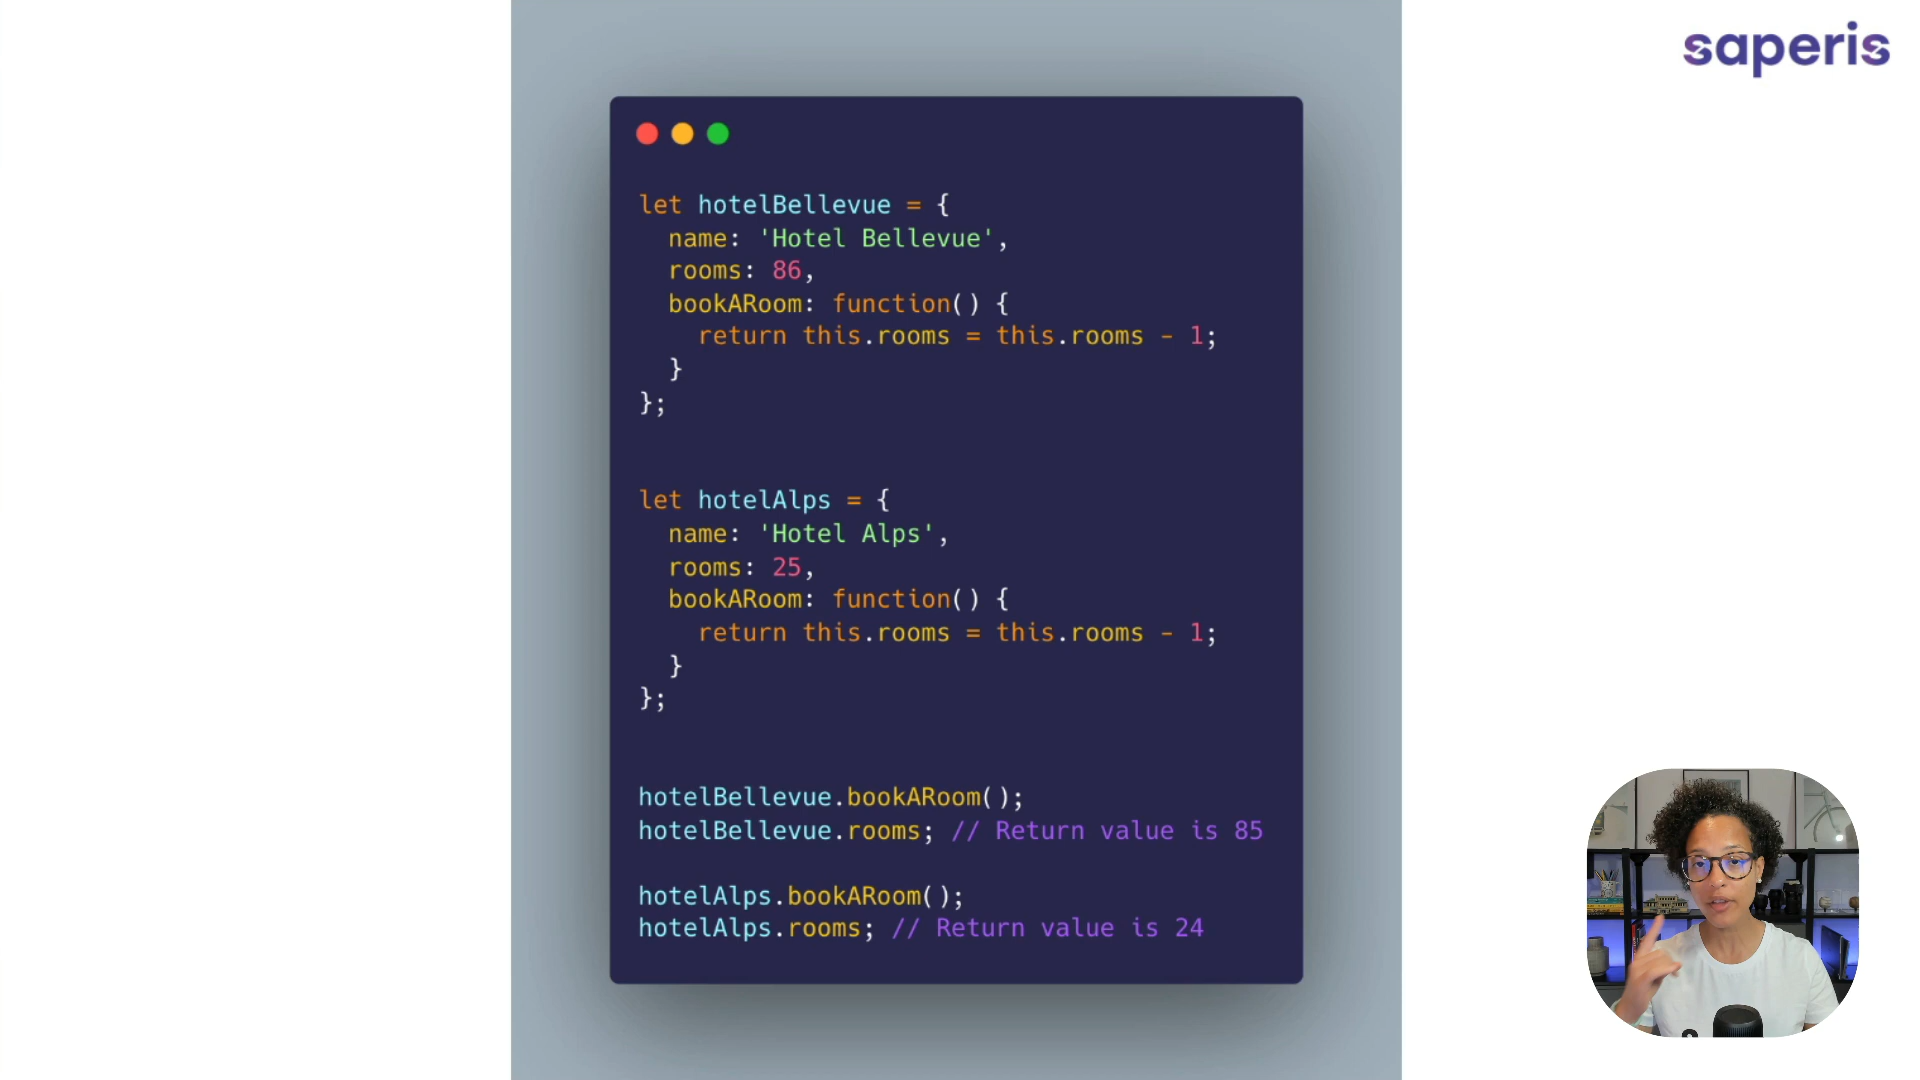 saperis
let hotelBellevue = {
  name: 'Hotel Bellevue',
  rooms: 86,
  bookARoom: function() {
    return this.rooms = this.rooms - 1;
  }
};
let hotelAlps = {
  name: 'Hotel Alps',
  rooms: 25,
  bookARoom: function() {
    return this.rooms = this.rooms - 1;
  }
};
hotelBellevue.bookARoom();
hotelBellevue.rooms; // Return value is 85
hotelAlps.bookARoom();
hotelAlps.rooms; // Return value is 24